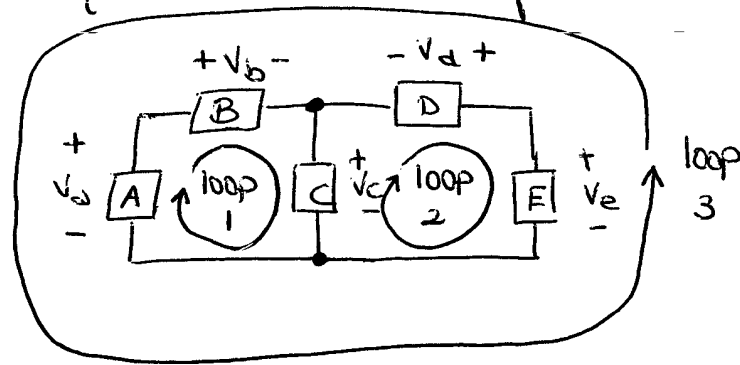 + Vb - - Vd +
B D
+ + + loop
Va A loop C Vc loop E Ve 3
- 1 - 2 -